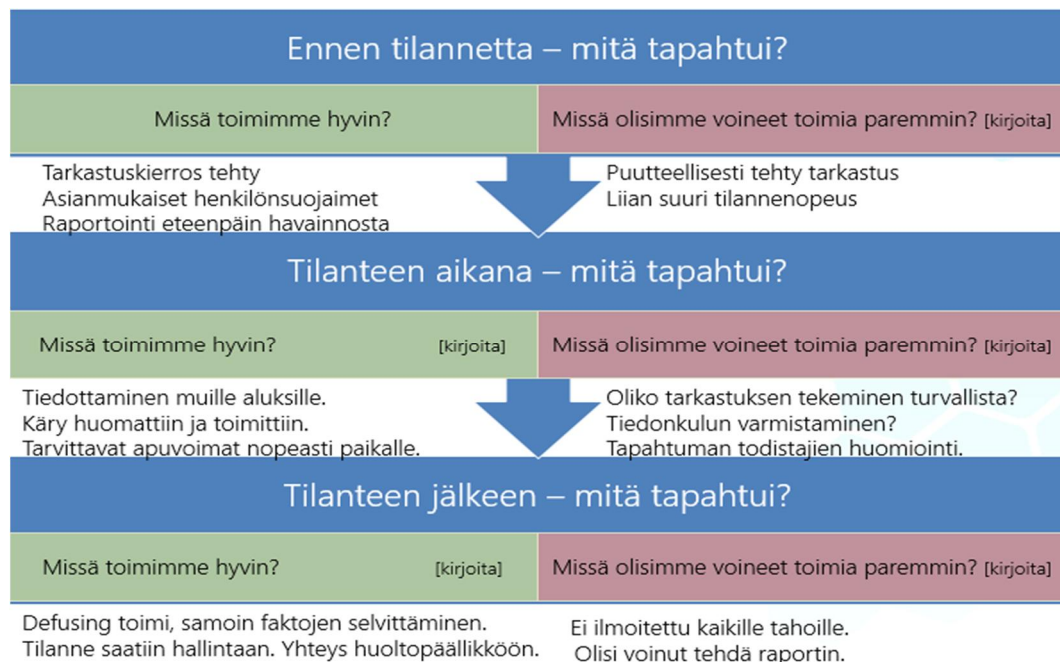 Ennen tilannetta – mitä tapahtui?
Missä toimimme hyvin?
Missä olisimme voineet toimia paremmin? [kirjoita]
Tarkastuskierros tehty
Asianmukaiset henkilönsuojaimet
Raportointi eteenpäin havainnosta
Puutteellisesti tehty tarkastus
Liian suuri tilannenopeus
Tilanteen aikana – mitä tapahtui?
Missä toimimme hyvin? [kirjoita]
Missä olisimme voineet toimia paremmin? [kirjoita]
Tiedottaminen muille aluksille.
Käry huomattiin ja toimittiin.
Tarvittavat apuvoimat nopeasti paikalle.
Oliko tarkastuksen tekeminen turvallista?
Tiedonkulun varmistaminen?
Tapahtuman todistajien huomiointi.
Tilanteen jälkeen – mitä tapahtui?
Missä toimimme hyvin? [kirjoita]
Missä olisimme voineet toimia paremmin? [kirjoita]
Defusing toimi, samoin faktojen selvittäminen.
Tilanne saatiin hallintaan. Yhteys huoltopäällikköön.
Ei ilmoitettu kaikille tahoille.
Olisi voinut tehdä raportin.